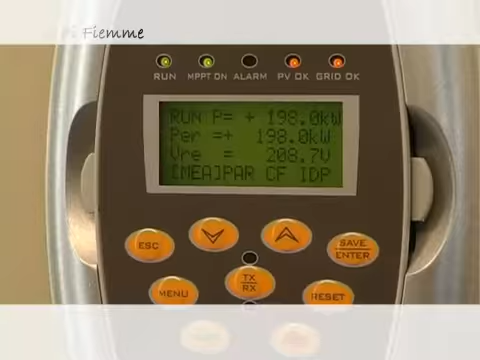 Fiemme
RUN MPPT ON ALARM PV OK GRID OK
RUN P= + 198.0kW
Per =+ 198.0kW
Vre = 208.7V
[MEA]PAR CF IDP
ESC
SAVE
ENTER
MENU
TX
RX
RESET